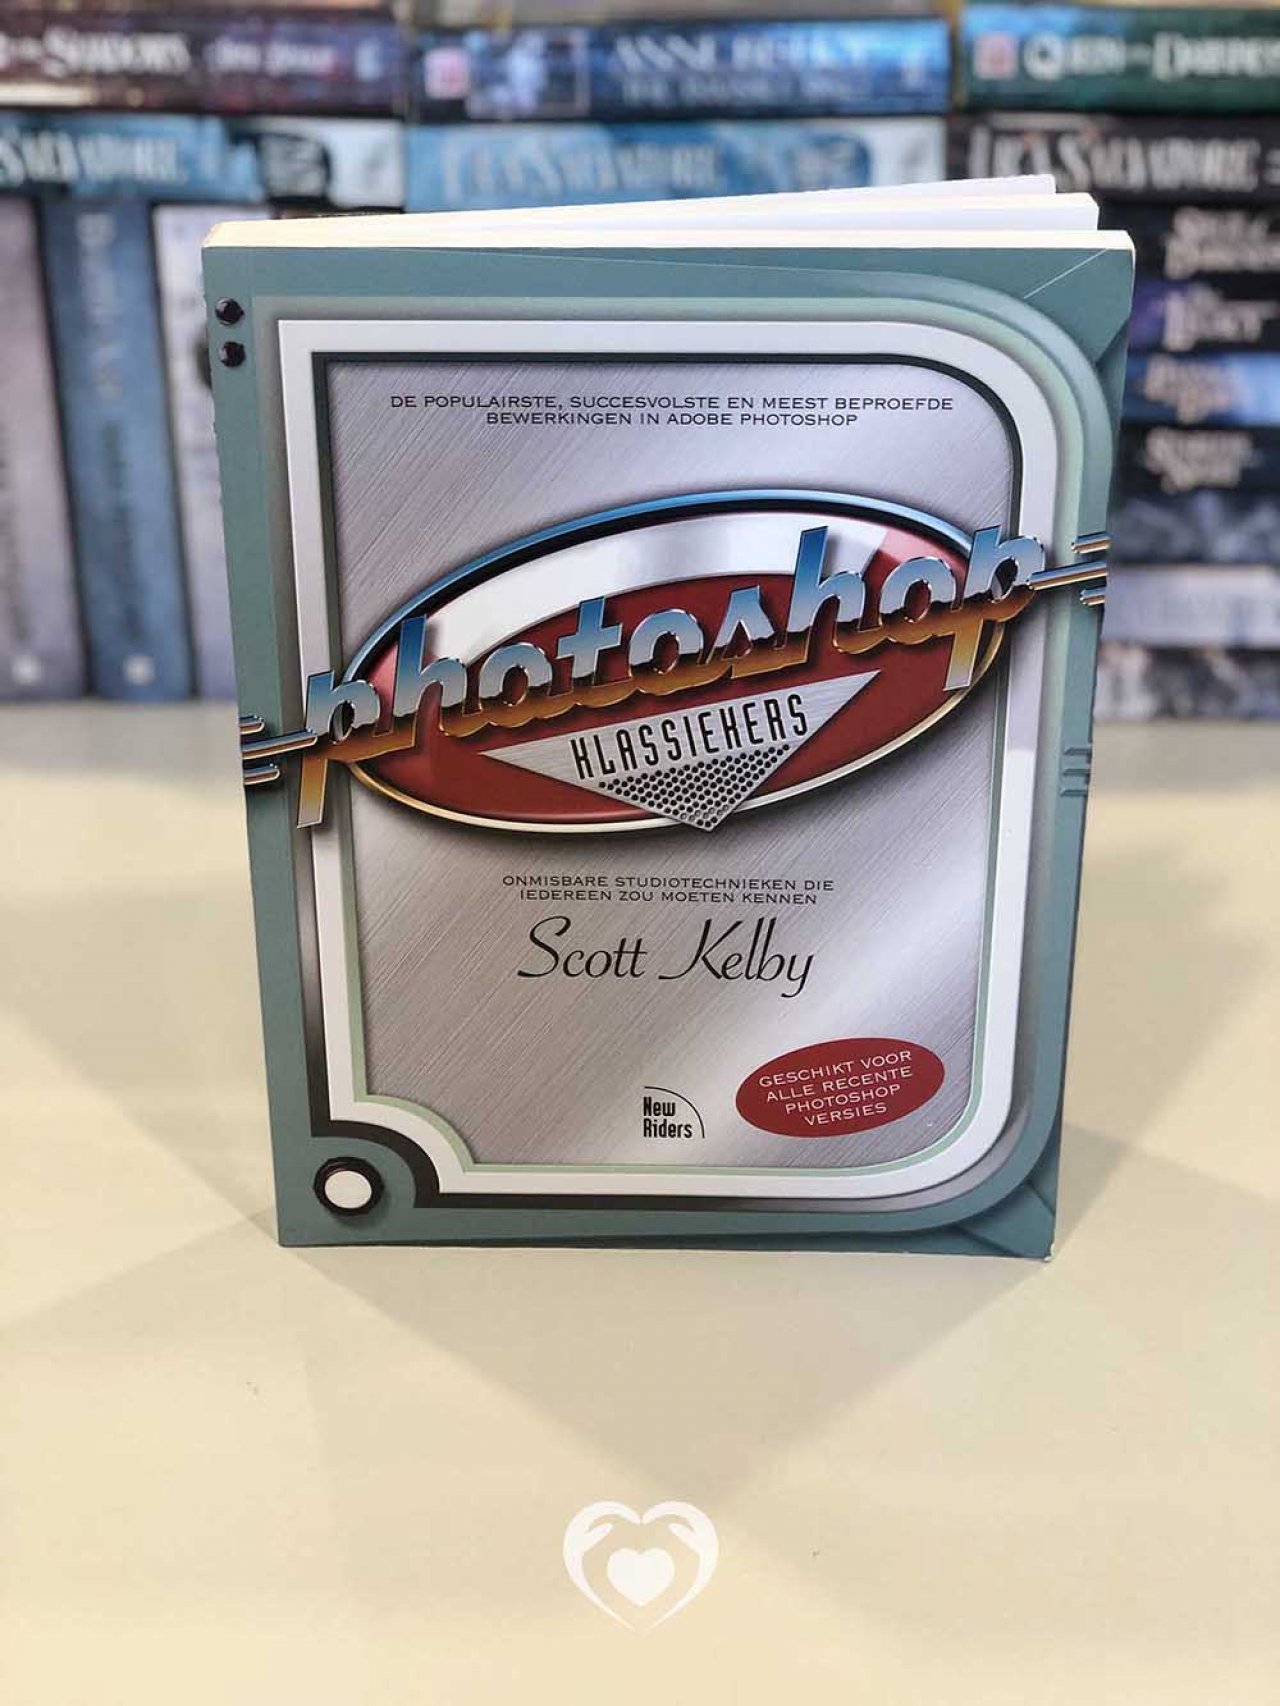 SALVATORE
DE POPULAIRSTE, SUCCESVOLSTE EN MEEST BEPROEFDE
BEWERKINGEN IN ADOBE PHOTOSHOP
photoshop
KLASSIEKERS
ONMISBARE STUDIOTECHNIEKEN DIE
IEDEREEN ZOU MOETEN KENNEN
Scott Kelby
New
Riders
GESCHIKT VOOR
ALLE RECENTE
PHOTOSHOP
VERSIES